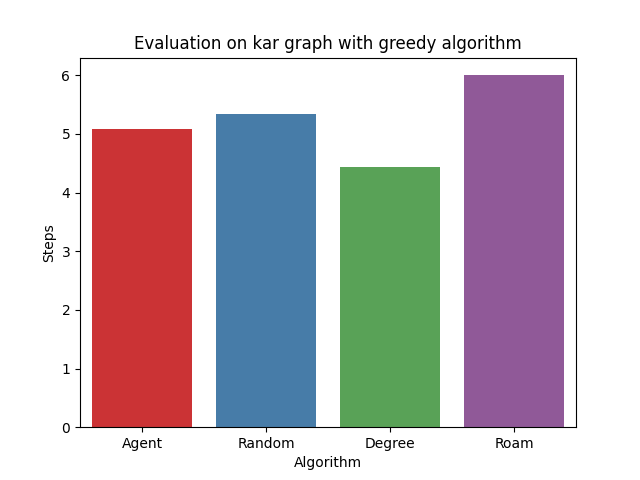 Evaluation on kar graph with greedy algorithm
6
5
4
3
2
1
0
Steps
Agent Random Degree Roam
Algorithm